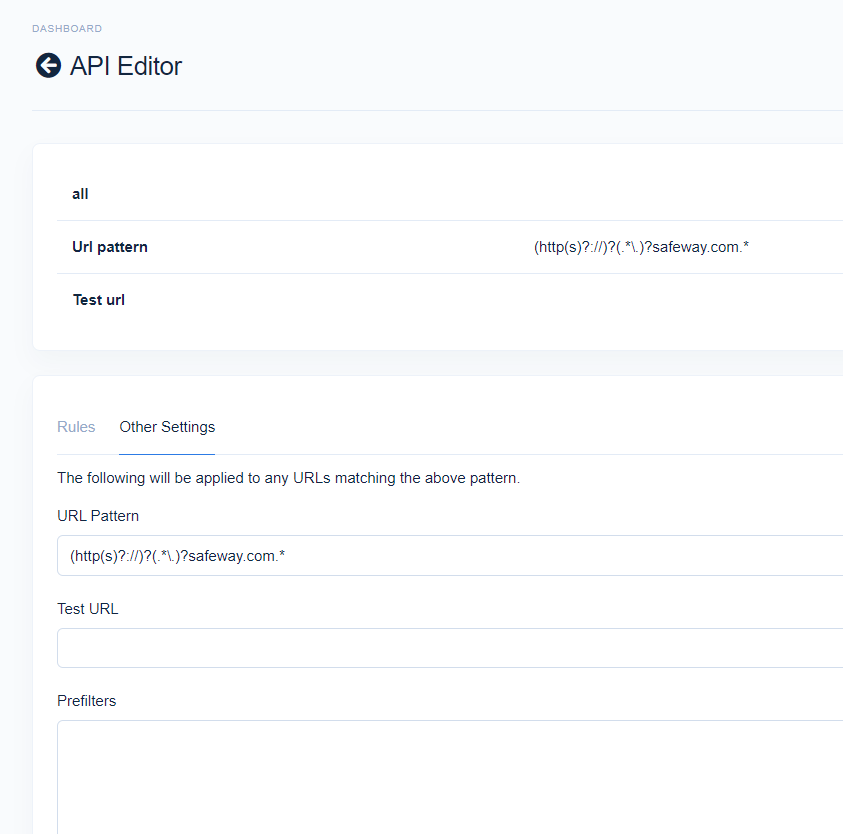 DASHBOARD
API Editor
all
Url pattern (http(s)?://)?(.*\.)?safeway.com.*
Test url
Rules Other Settings
The following will be applied to any URLs matching the above pattern.
URL Pattern
(http(s)?://)?(.*\.)?safeway.com.*
Test URL
Prefilters